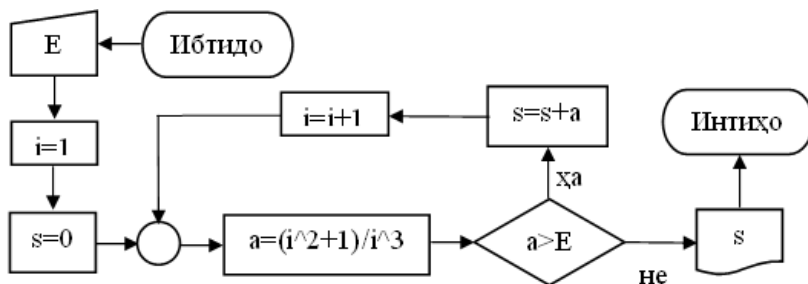 Ибтидо
E
i=1
s=0
a=(i^2+1)/i^3
a>E
ҳа
s=s+a
i=i+1
не
s
Интиҳо